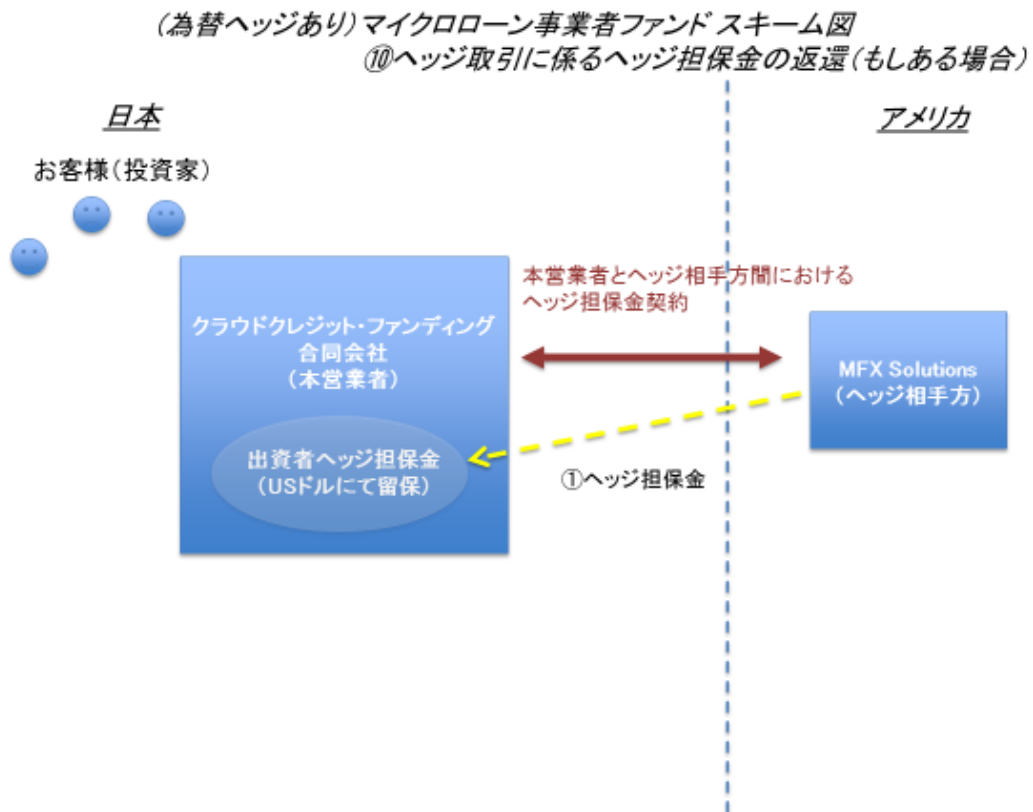 (為替ヘッジあり)マイクロローン事業者ファンド スキーム図
⑩ヘッジ取引に係るヘッジ担保金の返還(もしある場合)
日本
アメリカ
お客様(投資家)
本営業者とヘッジ相手方間における
ヘッジ担保金契約
クラウドクレジット・ファンディング
合同会社
(本営業者)
MFX Solutions
(ヘッジ相手方)
出資者ヘッジ担保金
(USドルにて留保)
①ヘッジ担保金